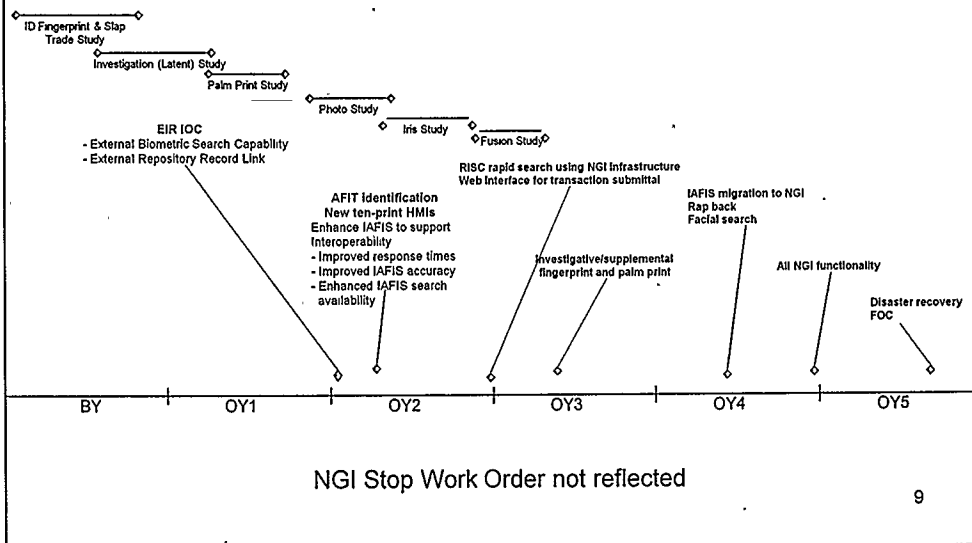 ID Fingerprint & Slap
Trade Study
Investigation (Latent) Study
Palm Print Study
Photo Study
Iris Study
Fusion Study
EIR IOC
- External Biometric Search Capability
- External Repository Record Link
AFIT identification
New ten-print HMIs
Enhance IAFIS to support
Interoperability
- Improved response times
- Improved IAFIS accuracy
- Enhanced IAFIS search
availability
RISC rapid search using NGI Infrastructure
Web Interface for transaction submittal
Investigative/supplemental
fingerprint and palm print
IAFIS migration to NGI
Rap back
Facial search
All NGI functionality
Disaster recovery
FOC
BY OY1 OY2 OY3 OY4 OY5
NGI Stop Work Order not reflected
9